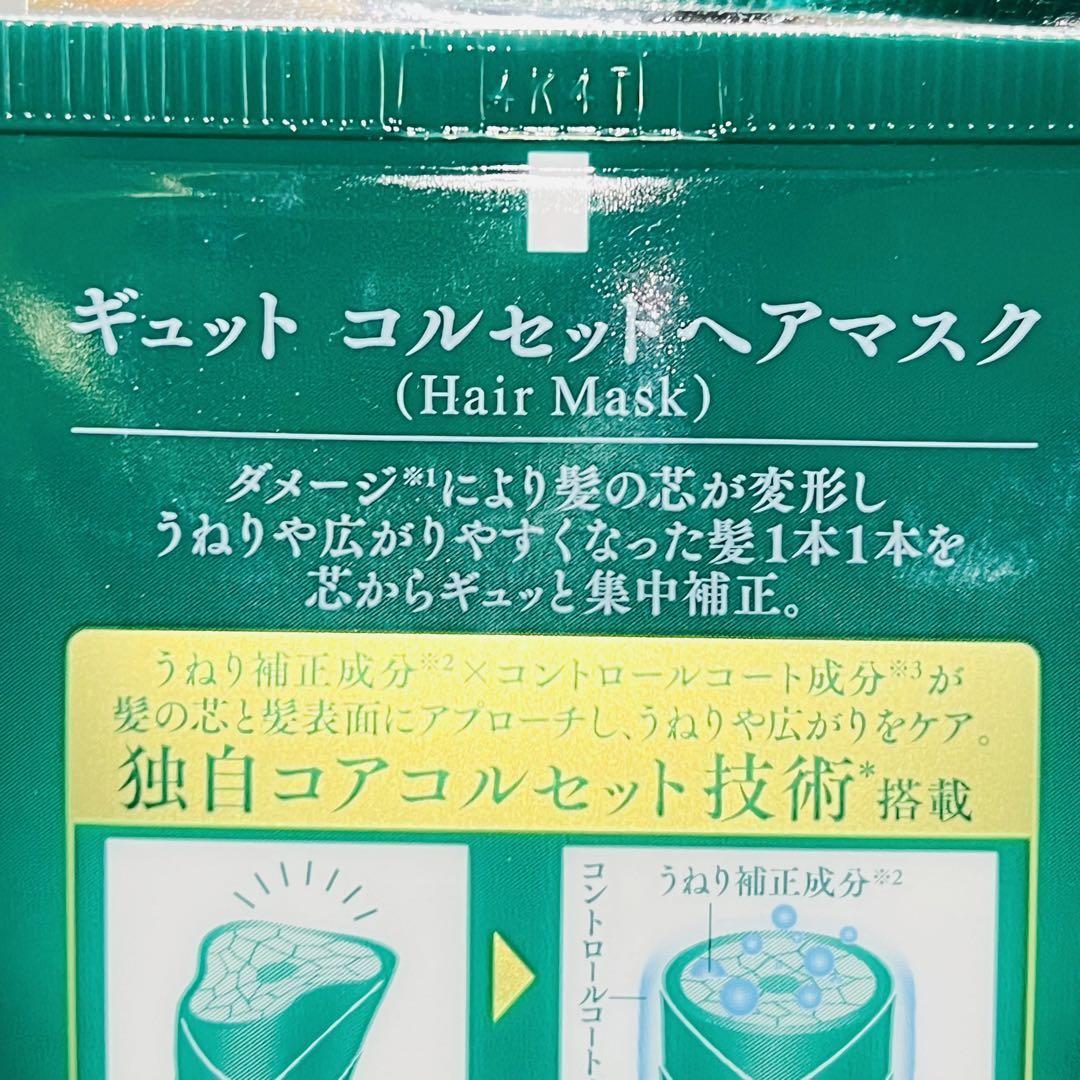 ギュット コルセットヘアマスク
(Hair Mask)
ダメージ※1により髪の芯が変形し
うねりや広がりやすくなった髪1本1本を
芯からギュッと集中補正。
うねり補正成分※2×コントロールコート成分※3が
髪の芯と髪表面にアプローチし、うねりや広がりをケア。
独自コアコルセット技術*搭載
うねり補正成分※2
コントロールコート